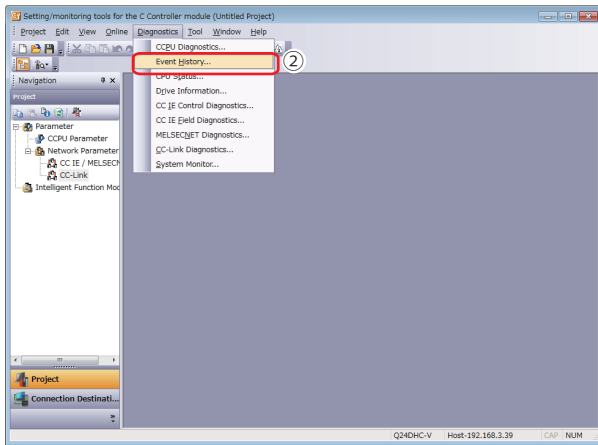 Setting/monitoring tools for the C Controller module (Untitled Project)
Project Edit View Online Diagnostics Tool Window Help
CCPU Diagnostics...
Event History...
②
CPU Status...
Navigation
Drive Information...
Project
CC IE Control Diagnostics...
CC IE Field Diagnostics...
Parameter
MELSECNET Diagnostics...
CCPU Parameter
CC-Link Diagnostics...
Network Parameter
System Monitor...
CC IE / MELSECN
CC-Link
Intelligent Function Mod
Project
Connection Destinati...
Q24DHC-V Host-192.168.3.39 CAP NUM